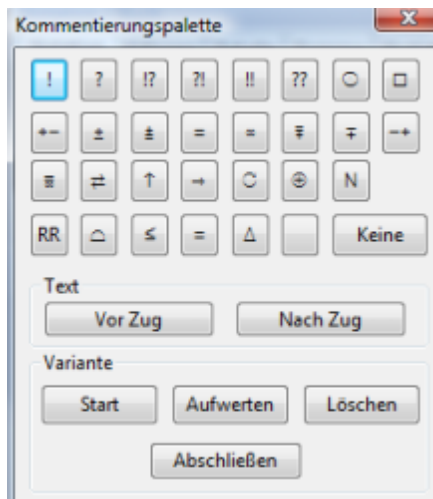 Kommentierungspalette
! ? !? ?! !! ?? ○ □
+− ± ⩲ = = ⩱ ∓ −+
⇄ ↑ → N
RR ⌓ ≤ = Δ Keine
Text
Vor Zug Nach Zug
Variante
Start Aufwerten Löschen
Abschließen